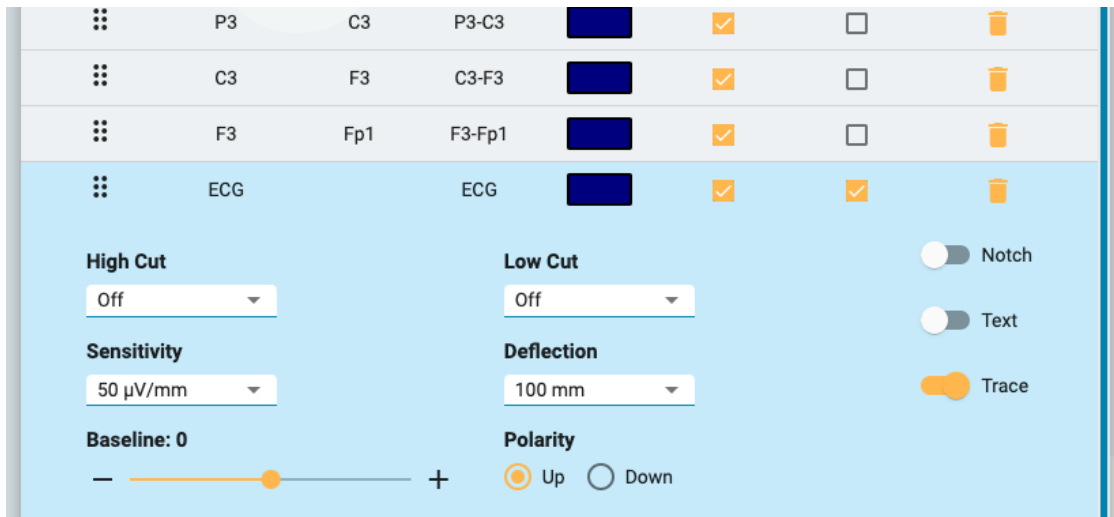 P3 C3 P3-C3
C3 F3 C3-F3
F3 Fp1 F3-Fp1
ECG ECG
High Cut Low Cut Notch
Off Off
Text
Sensitivity Deflection
50 µV/mm 100 mm Trace
Baseline: 0 Polarity
− + Up Down